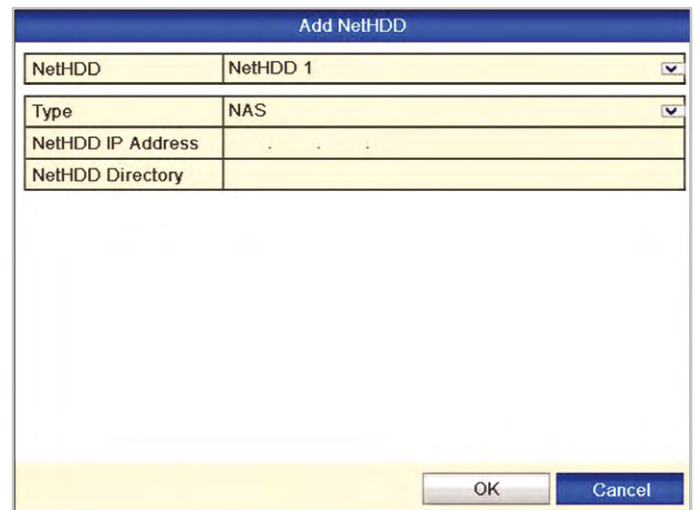 Add NetHDD
NetHDD NetHDD 1
Type NAS
NetHDD IP Address . . .
NetHDD Directory
OK Cancel